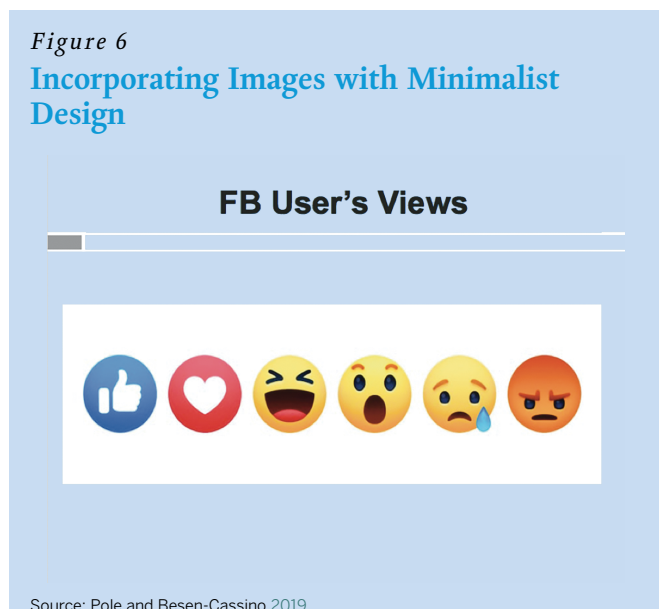 Figure 6
Incorporating Images with Minimalist
Design
FB User's Views
Source: Pole and Besen-Cassino 2019